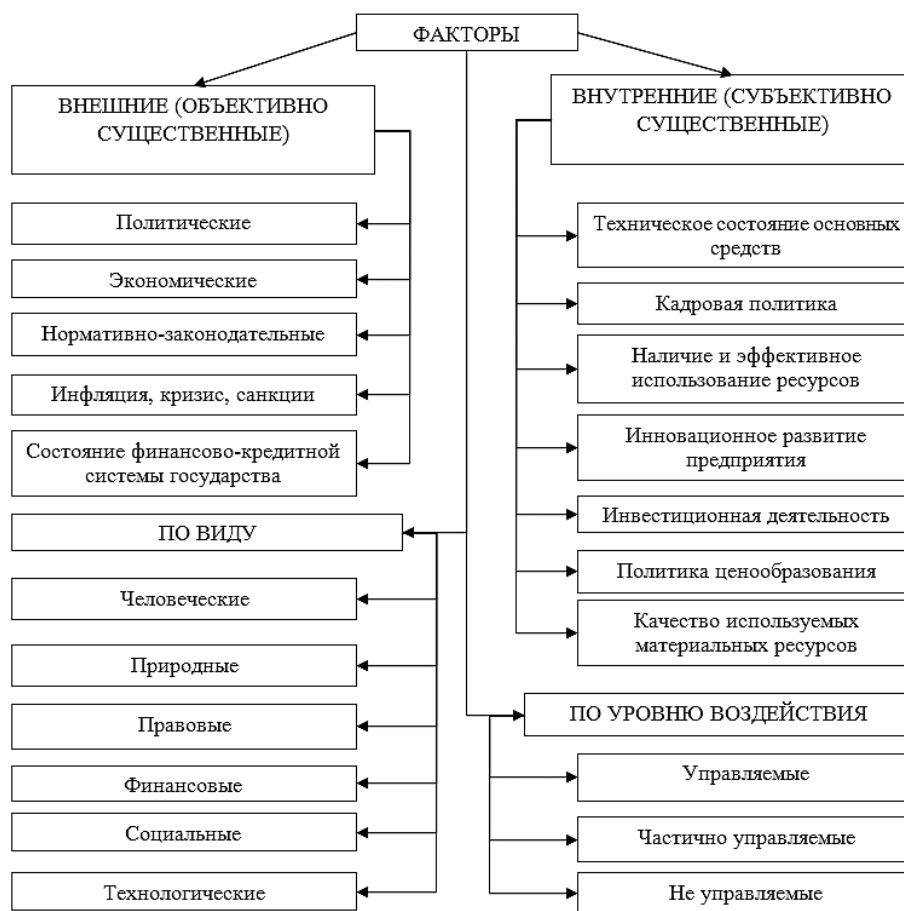 ФАКТОРЫ
ВНЕШНИЕ (ОБЪЕКТИВНО
СУЩЕСТВЕННЫЕ)
Политические
Экономические
Нормативно-законодательные
Инфляция, кризис, санкции
Состояние финансово-кредитной
системы государства
ВНУТРЕННИЕ (СУБЪЕКТИВНО
СУЩЕСТВЕННЫЕ)
Техническое состояние основных
средств
Кадровая политика
Наличие и эффективное
использование ресурсов
Инновационное развитие
предприятия
Инвестиционная деятельность
Политика ценообразования
Качество используемых
материальных ресурсов
ПО ВИДУ
Человеческие
Природные
Правовые
Финансовые
Социальные
Технологические
ПО УРОВНЮ ВОЗДЕЙСТВИЯ
Управляемые
Частично управляемые
Не управляемые